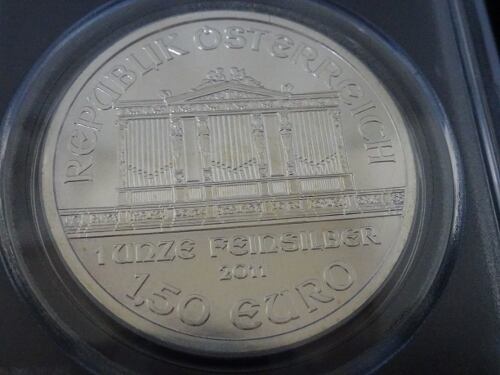 REPUBLIK ÖSTERREICH
1 UNZE FEINSILBER
2011
1,50 EURO